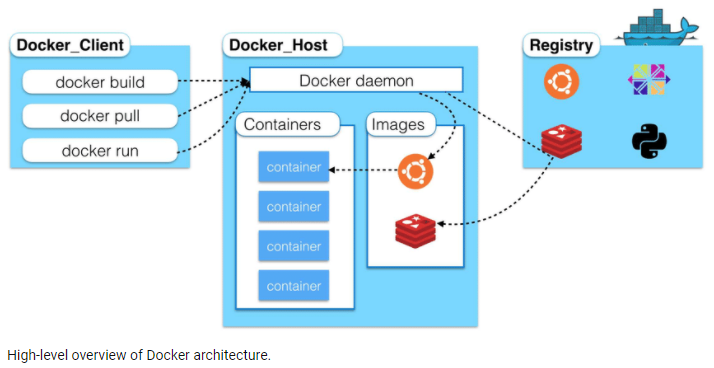 Docker_Client
docker build
docker pull
docker run
Docker_Host
Docker daemon
Containers
container
container
container
container
Images
Registry
High-level overview of Docker architecture.